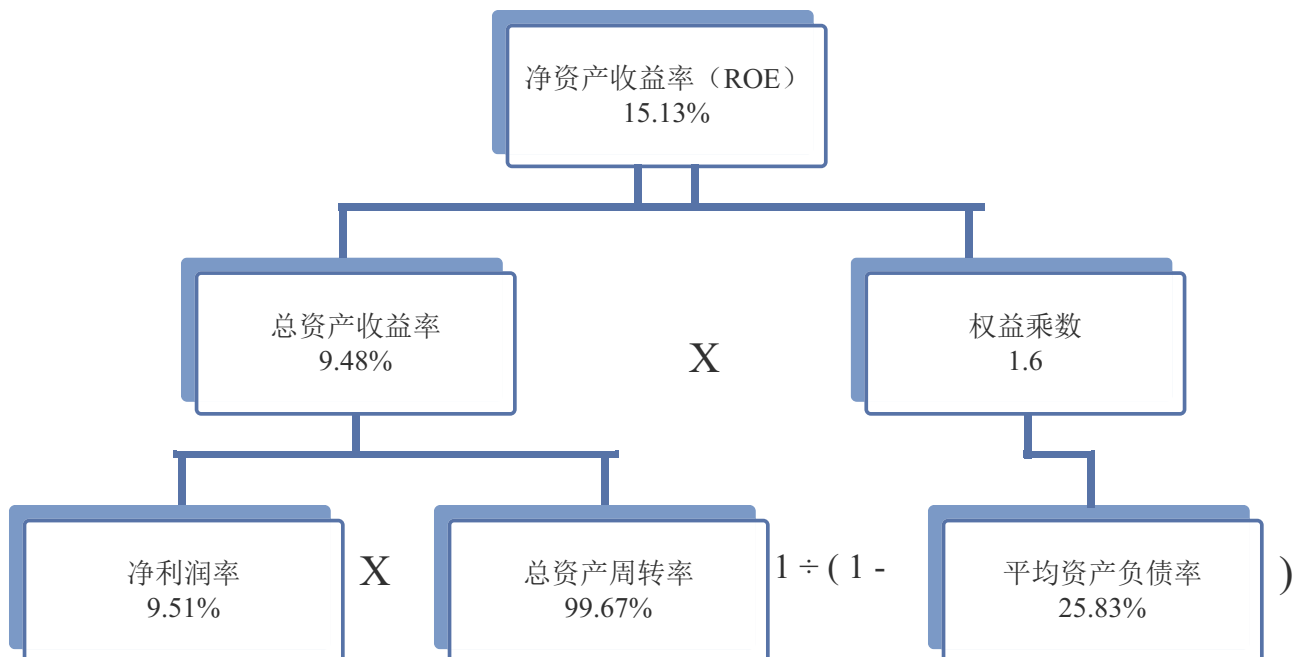 净资产收益率（ROE）
15.13%
总资产收益率
9.48%
X
权益乘数
1.6
净利润率
9.51%
X
总资产周转率
99.67%
1 ÷ ( 1 -
平均资产负债率
25.83%
)